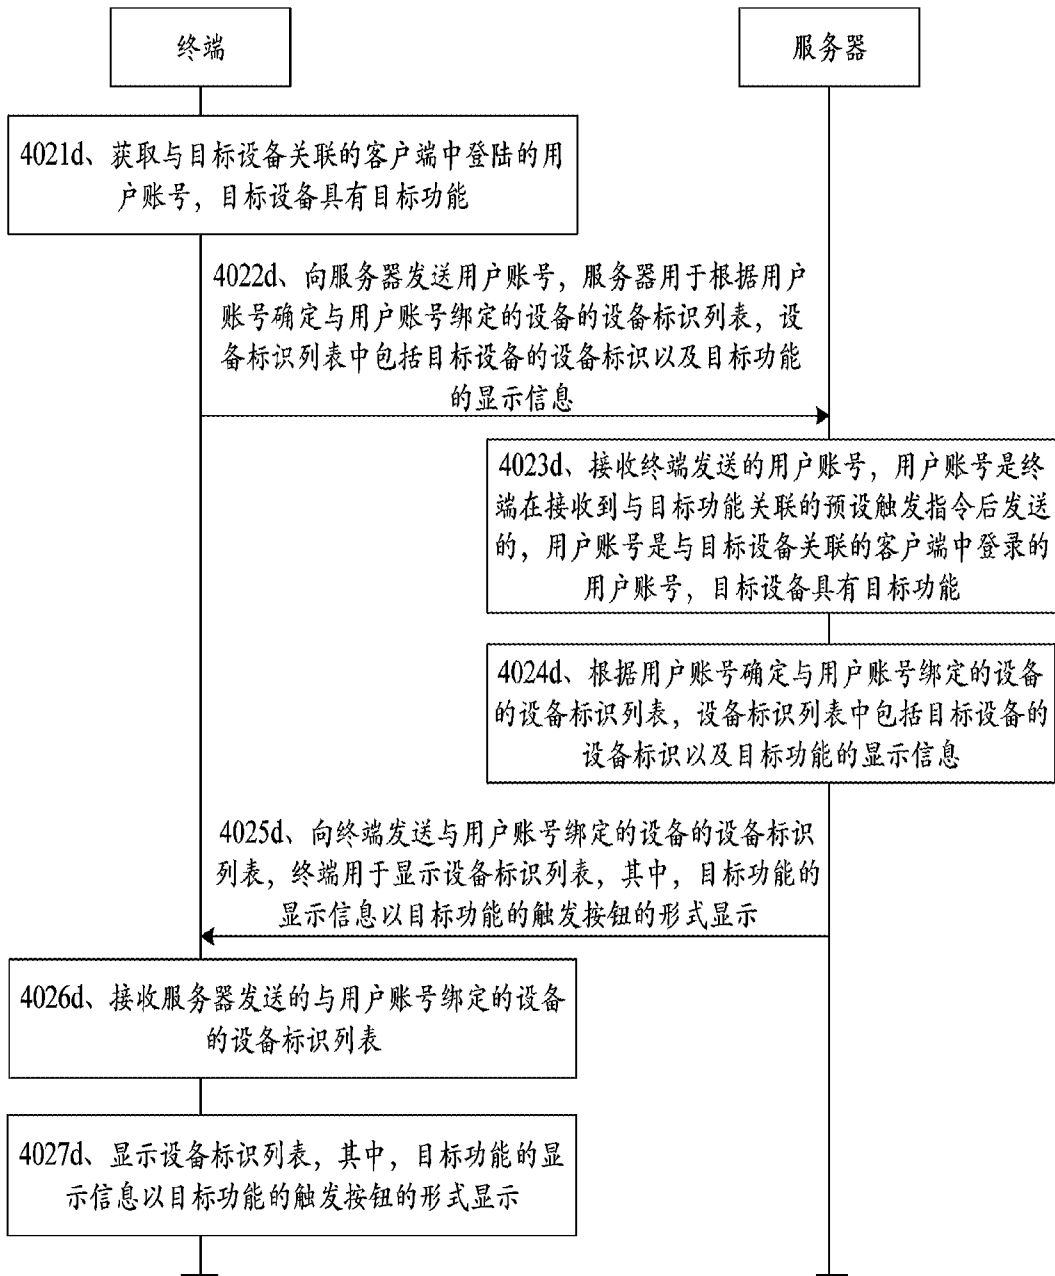 终端
服务器
4021d、获取与目标设备关联的客户端中登陆的用
户账号，目标设备具有目标功能
4022d、向服务器发送用户账号，服务器用于根据用户
账号确定与用户账号绑定的设备的设备标识列表，设
备标识列表中包括目标设备的设备标识以及目标功能
的显示信息
4023d、接收终端发送的用户账号，用户账号是终
端在接收到与目标功能关联的预设触发指令后发送
的，用户账号是与目标设备关联的客户端中登录的
用户账号，目标设备具有目标功能
4024d、根据用户账号确定与用户账号绑定的设备
的设备标识列表，设备标识列表中包括目标设备的
设备标识以及目标功能的显示信息
4025d、向终端发送与用户账号绑定的设备的设备标识
列表，终端用于显示设备标识列表，其中，目标功能的
显示信息以目标功能的触发按钮的形式显示
4026d、接收服务器发送的与用户账号绑定的设备
的设备标识列表
4027d、显示设备标识列表，其中，目标功能的显
示信息以目标功能的触发按钮的形式显示